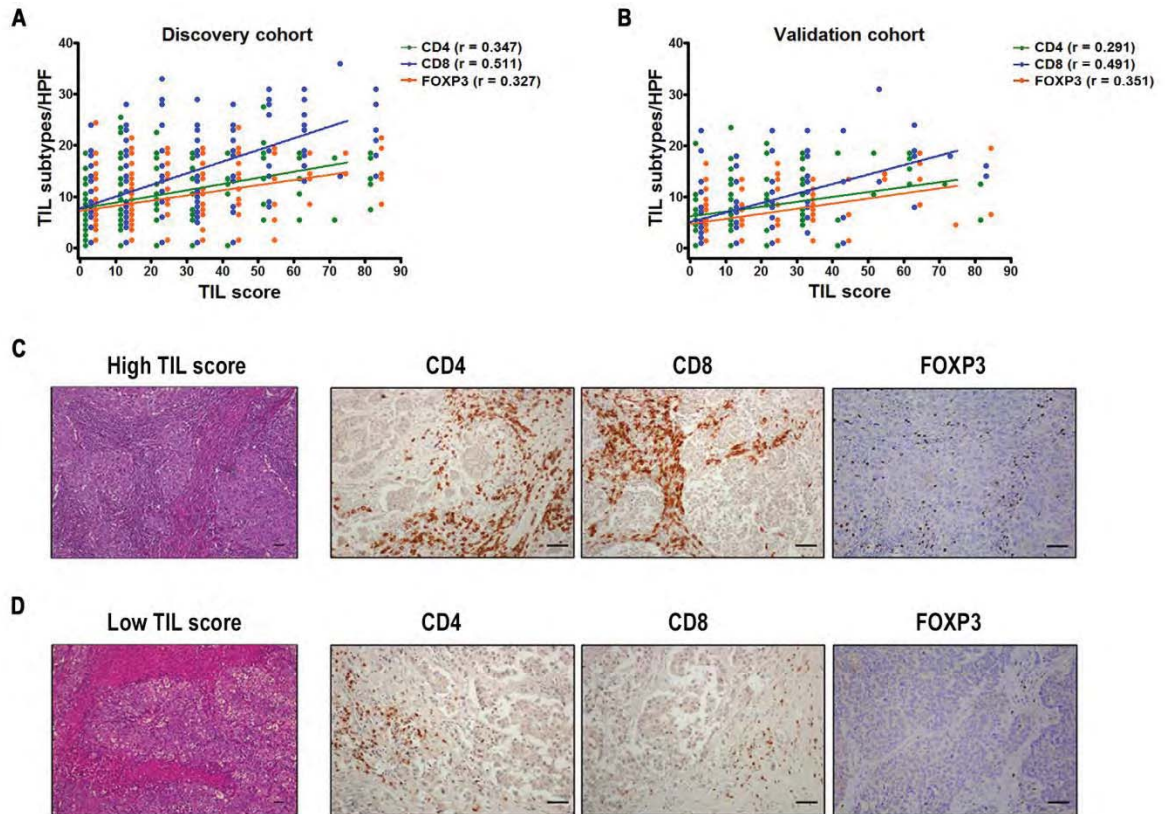 A
Discovery cohort
CD4 (r = 0.347)
CD8 (r = 0.511)
FOXP3 (r = 0.327)
TIL subtypes/HPF
40
30
20
10
0
0 10 20 30 40 50 60 70 80 90
TIL score
B
Validation cohort
CD4 (r = 0.291)
CD8 (r = 0.491)
FOXP3 (r = 0.351)
TIL subtypes/HPF
40
30
20
10
0
0 10 20 30 40 50 60 70 80 90
TIL score
C
High TIL score CD4 CD8 FOXP3
D
Low TIL score CD4 CD8 FOXP3